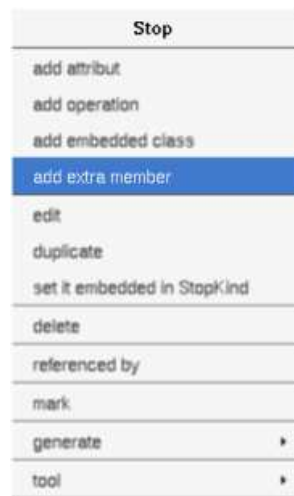 Stop
add attribut
add operation
add embedded class
add extra member
edit
duplicate
set it embedded in StopKind
delete
referenced by
mark
generate
tool